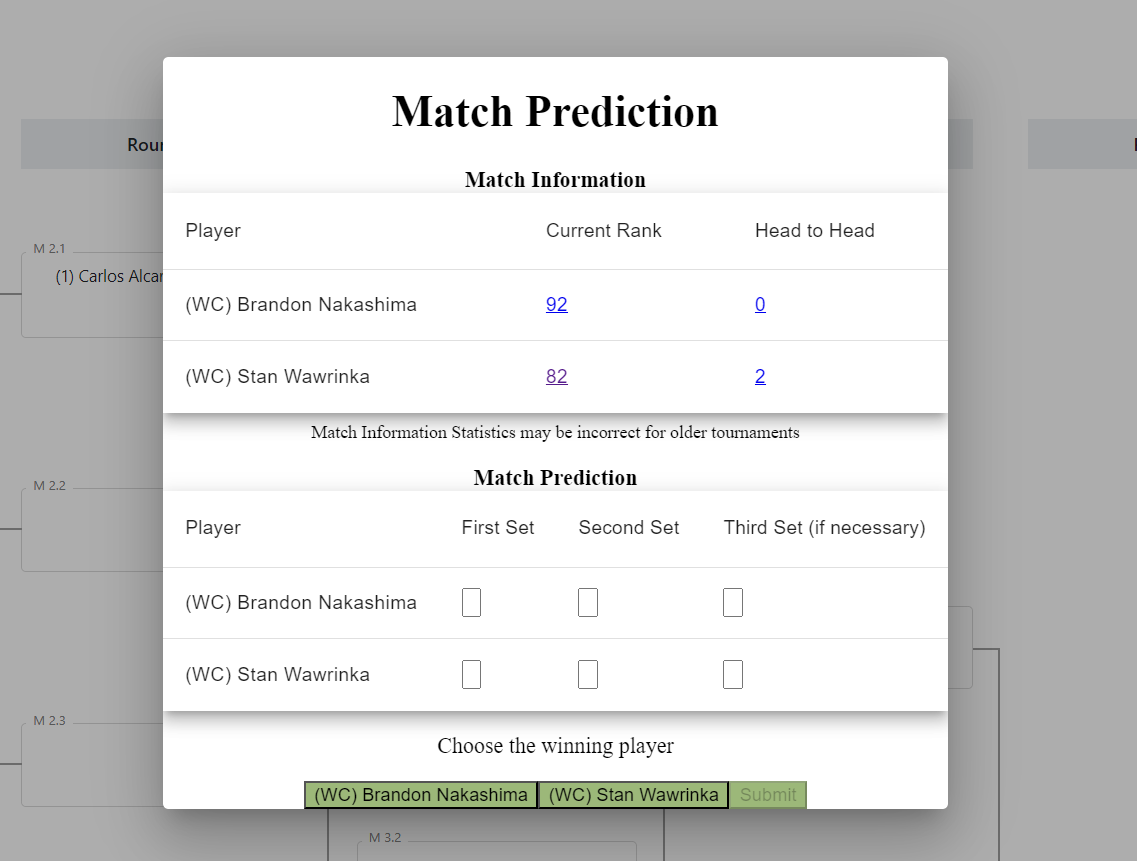 Match Prediction
Match Information
Player Current Rank Head to Head
(WC) Brandon Nakashima 92 0
(WC) Stan Wawrinka 82 2
Match Information Statistics may be incorrect for older tournaments
Match Prediction
Player First Set Second Set Third Set (if necessary)
(WC) Brandon Nakashima
(WC) Stan Wawrinka
Choose the winning player
(WC) Brandon Nakashima (WC) Stan Wawrinka Submit
M 2.1
(1) Carlos Alcar
M 2.2
M 2.3
M 3.2